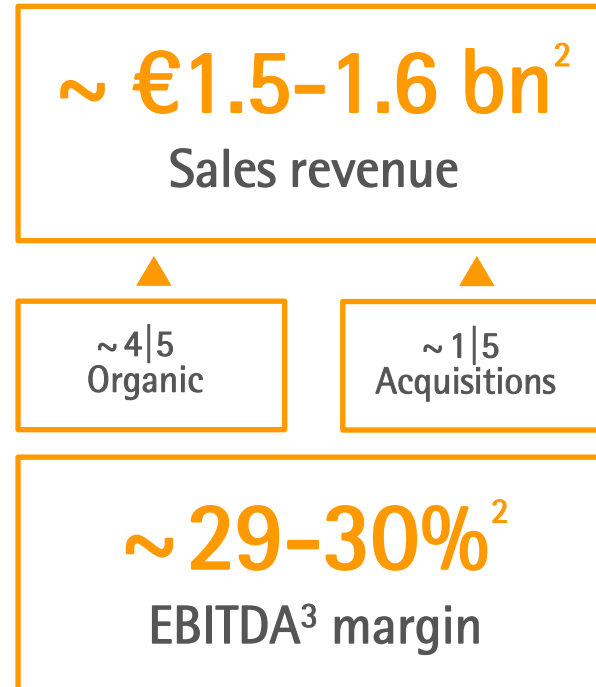 ~ €1.5-1.6 bn²
Sales revenue
~ 4|5
Organic
~ 1|5
Acquisitions
~ 29-30%²
EBITDA³ margin